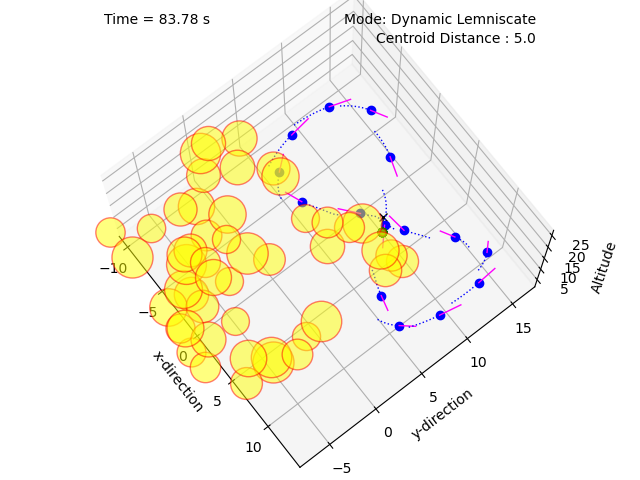 Time = 83.78 s
Mode: Dynamic Lemniscate
Centroid Distance : 5.0
25
20
15
10
5
Altitude
−10
−5
0
5
10
x-direction
−5
0
5
10
15
y-direction